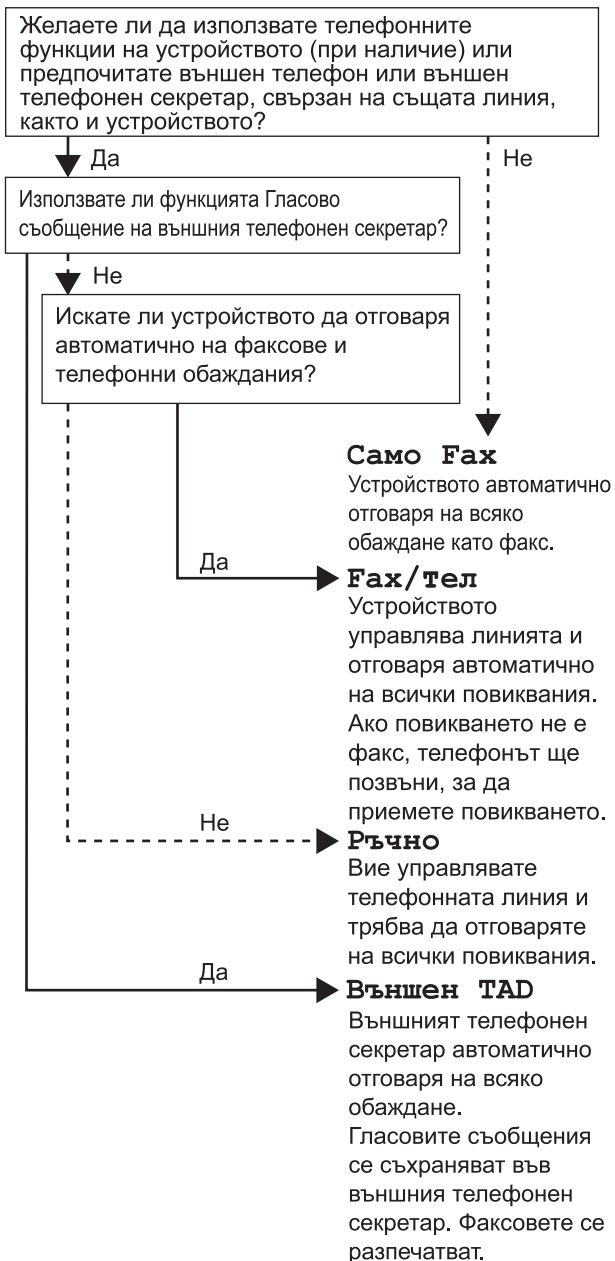 Желаете ли да използвате телефонните
функции на устройството (при наличие) или
предпочитате външен телефон или външен
телефонен секретар, свързан на същата линия,
както и устройството?
Да
Не
Използвате ли функцията Гласово
съобщение на външния телефонен секретар?
Не
Искате ли устройството да отговаря
автоматично на факсове и
телефонни обаждания?
Само Fax
Устройството автоматично
отговаря на всяко
обаждане като факс.
Да
Fax/Тел
Устройството
управлява линията и
отговаря автоматично
на всички повиквания.
Ако повикването не е
факс, телефонът ще
позвъни, за да
приемете повикването.
Не
Ръчно
Вие управлявате
телефонната линия и
трябва да отговаряте
на всички повиквания.
Да
Външен TAD
Външният телефонен
секретар автоматично
отговаря на всяко
обаждане.
Гласовите съобщения
се съхраняват във
външния телефонен
секретар. Факсовете се
разпечатват.